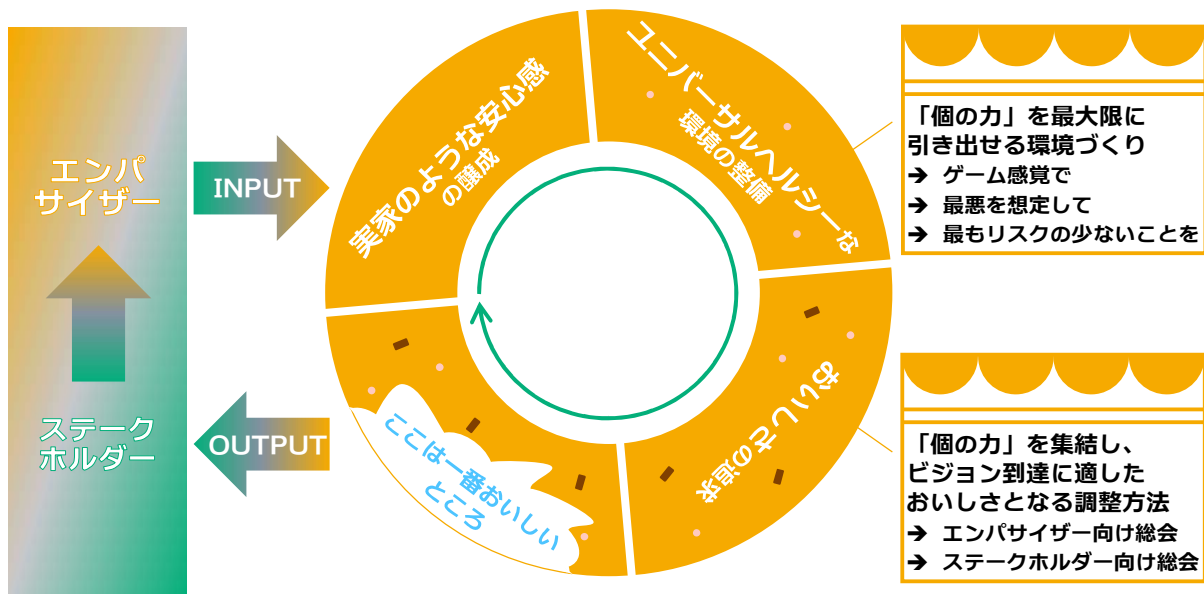 エンパ
サイザー
ステーク
ホルダー
INPUT
OUTPUT
実家のような安心感
の醸成
ユニバーサルヘルシーな
環境の整備
おいしさの追求
ここは一番おいしい
ところ
「個の力」を最大限に
引き出せる環境づくり
➔ ゲーム感覚で
➔ 最悪を想定して
➔ 最もリスクの少ないことを
「個の力」を集結し、
ビジョン到達に適した
おいしさとなる調整方法
➔ エンパサイザー向け総会
➔ ステークホルダー向け総会